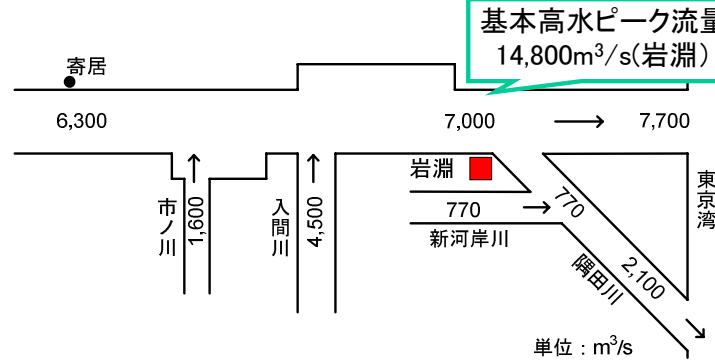 基本高水ピーク流量
14,800m³/s(岩淵)
寄居
6,300
7,000
7,700
市ノ川
1,600
入間川
4,500
岩淵
770
新河岸川
770
2,100
隅田川
東京湾
単位：m³/s